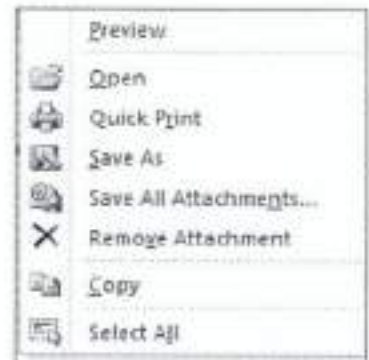 Preview
Open
Quick Print
Save As
Save All Attachments...
Remove Attachment
Copy
Select All